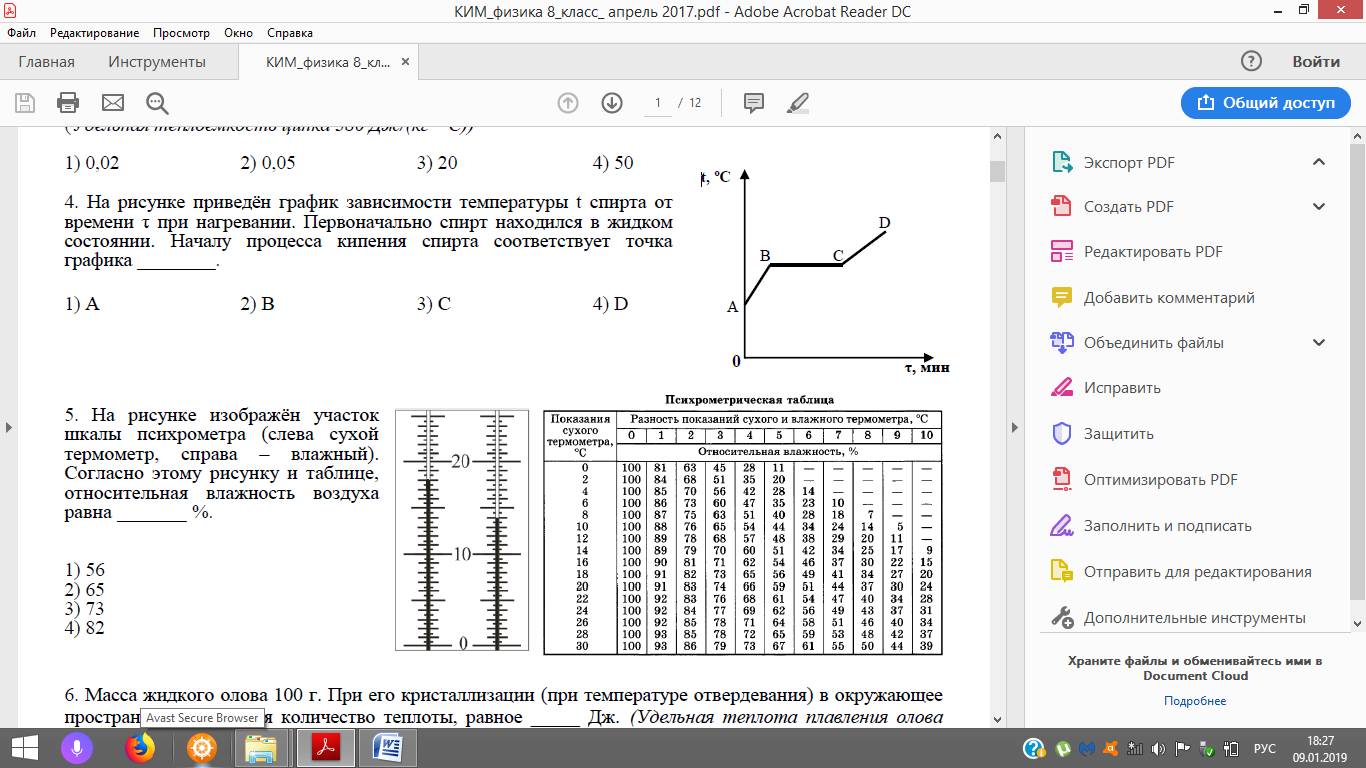 КИМ_физика 8_класс_ апрель 2017.pdf - Adobe Acrobat Reader DC
Файл Редактирование Просмотр Окно Справка
Главная Инструменты КИМ_физика 8_кл... × ? Войти
1 / 12 Общий доступ
1) 0,02 2) 0,05 3) 20 4) 50
4. На рисунке приведён график зависимости температуры t спирта от
времени τ при нагревании. Первоначально спирт находился в жидком
состоянии. Началу процесса кипения спирта соответствует точка
графика ________.
1) A 2) B 3) C 4) D
t, ºC
D
B C
A
0
τ, мин
5. На рисунке изображён участок
шкалы психрометра (слева сухой
термометр, справа – влажный).
Согласно этому рисунку и таблице,
относительная влажность воздуха
равна _______ %.
1) 56
2) 65
3) 73
4) 82
20
10
0
Психрометрическая таблица
Показания сухого термометра, °C
Разность показаний сухого и влажного термометра, °C
0 1 2 3 4 5 6 7 8 9 10
Относительная влажность, %
0 100 81 63 45 28 11 — — — — —
2 100 84 68 51 35 20 — — — — —
4 100 85 70 56 42 28 14 — — — —
6 100 86 73 60 47 35 23 10 — — —
8 100 87 75 63 51 40 28 18 7 — —
10 100 88 76 65 54 44 34 24 14 5 —
12 100 89 78 68 57 48 38 29 20 11 —
14 100 89 79 70 60 51 42 34 25 17 9
16 100 90 81 71 62 54 46 37 30 22 15
18 100 91 82 73 65 56 49 41 34 27 20
20 100 91 83 74 66 59 51 44 37 30 24
22 100 92 83 76 68 61 54 47 40 34 28
24 100 92 84 77 69 62 56 49 43 37 31
26 100 92 85 78 71 64 58 51 46 40 34
28 100 93 85 78 72 65 59 53 48 42 37
30 100 93 86 79 73 67 61 55 50 44 39
6. Масса жидкого олова 100 г. При его кристаллизации (при температуре отвердевания) в окружающее
количество теплоты, равное _____ Дж. (Удельная теплота плавления олова
Avast Secure Browser
Экспорт PDF
Создать PDF
Редактировать PDF
Добавить комментарий
Объединить файлы
Исправить
Защитить
Оптимизировать PDF
Заполнить и подписать
Отправить для редактирования
Дополнительные инструменты
Храните файлы и обменивайтесь ими в
Document Cloud
Подробнее
РУС
18:27
09.01.2019